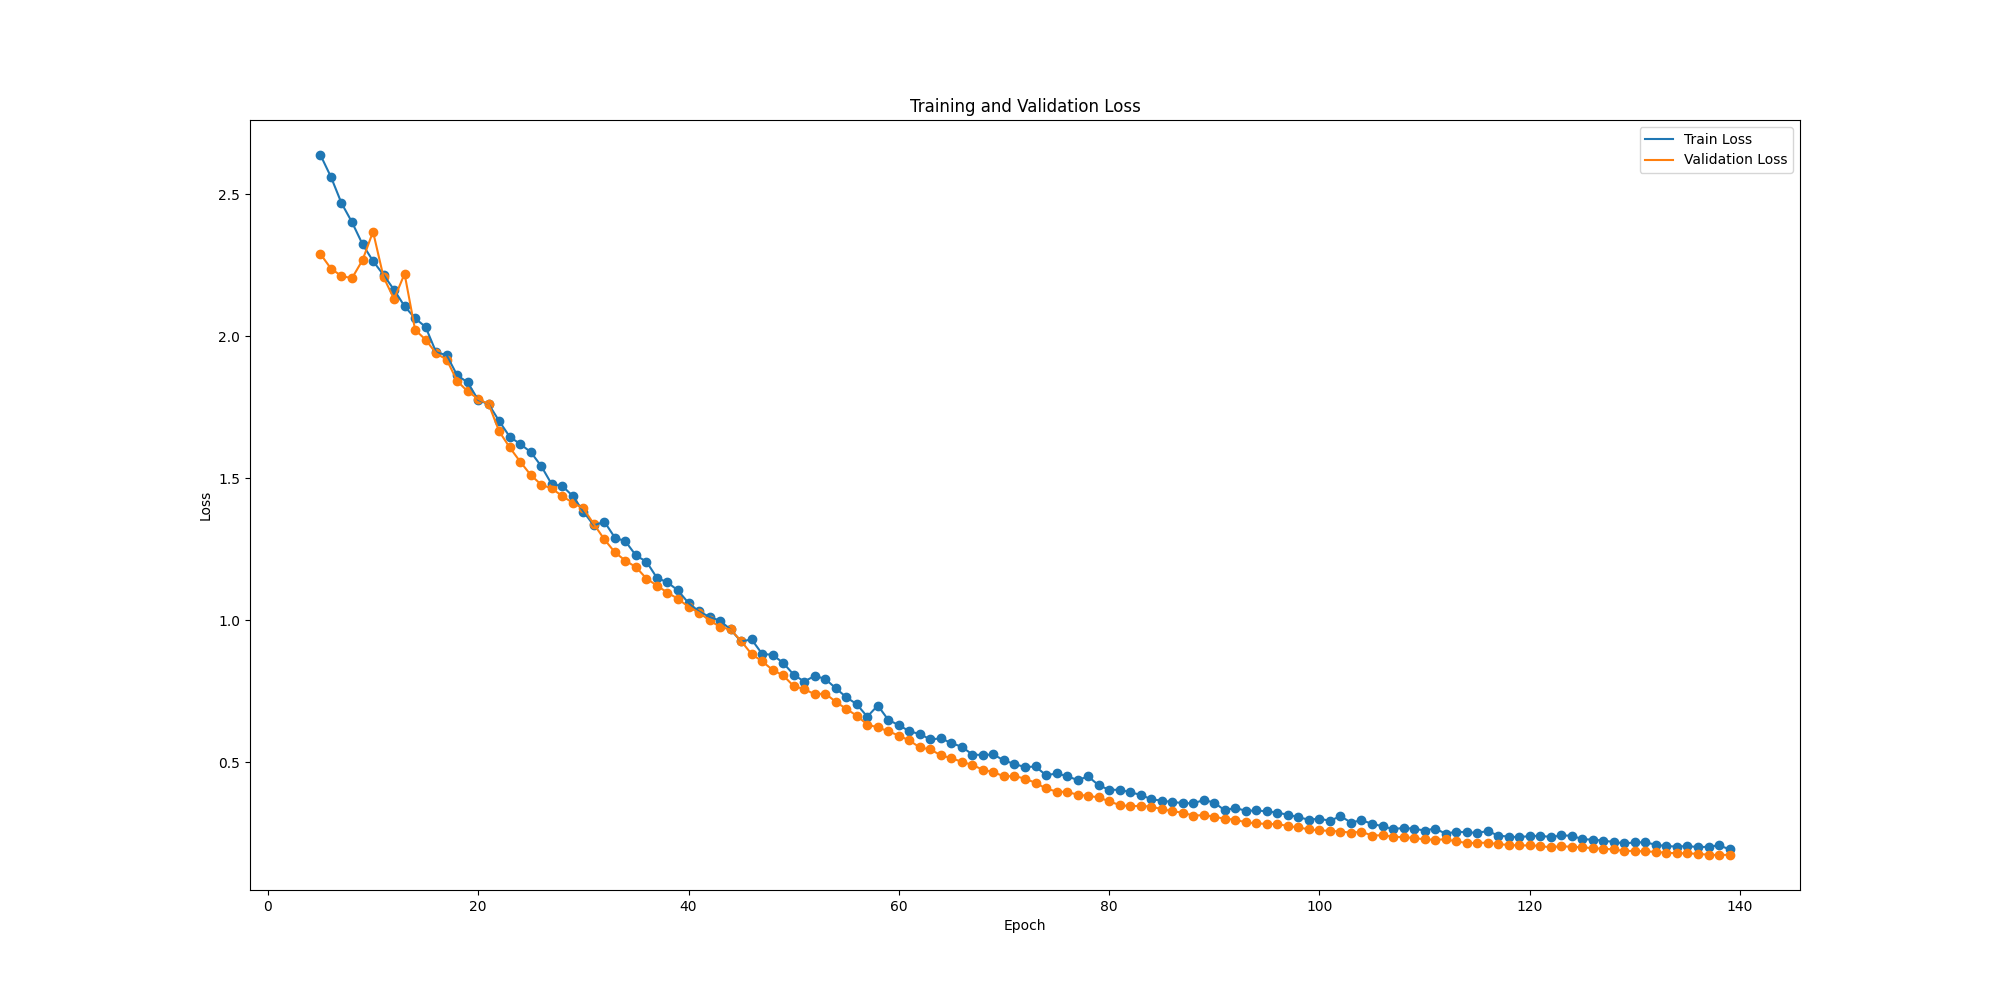 Training and Validation Loss
Train Loss
Validation Loss
2.5
2.0
1.5
1.0
0.5
Loss
0 20 40 60 80 100 120 140
Epoch